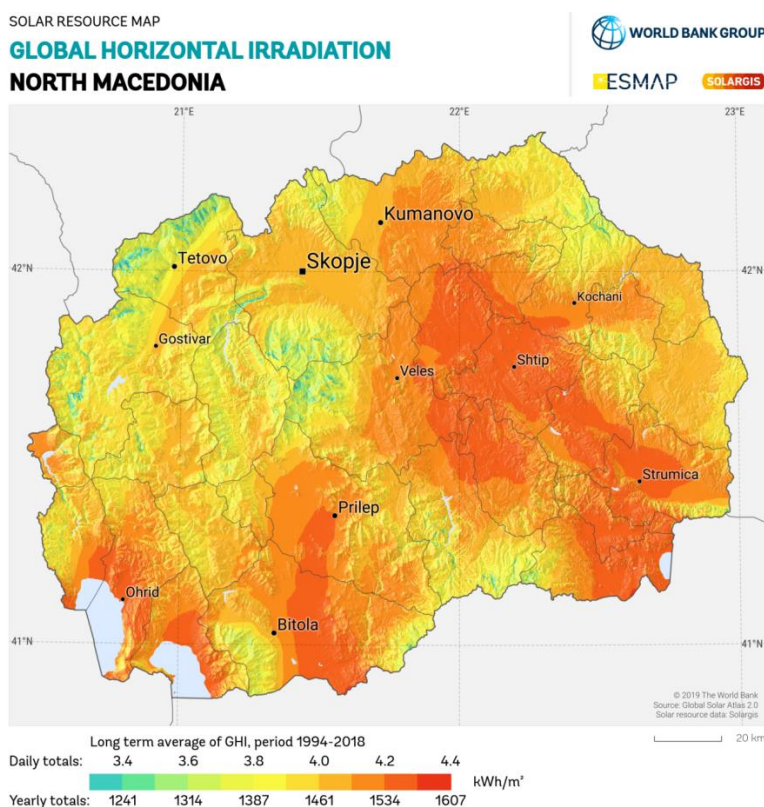 SOLAR RESOURCE MAP
GLOBAL HORIZONTAL IRRADIATION
NORTH MACEDONIA
WORLD BANK GROUP
ESMAP
SOLARGIS
21°E
22°E
23°E
Kumanovo
Tetovo
Skopje
42°N
42°N
Kochani
Gostivar
Shtip
Veles
Strumica
Prilep
Ohrid
Bitola
41°N
41°N
© 2019 The World Bank
Source: Global Solar Atlas 2.0
Solar resource data: Solargis
20 km
Long term average of GHI, period 1994-2018
Daily totals: 3.4 3.6 3.8 4.0 4.2 4.4
kWh/m²
Yearly totals: 1241 1314 1387 1461 1534 1607